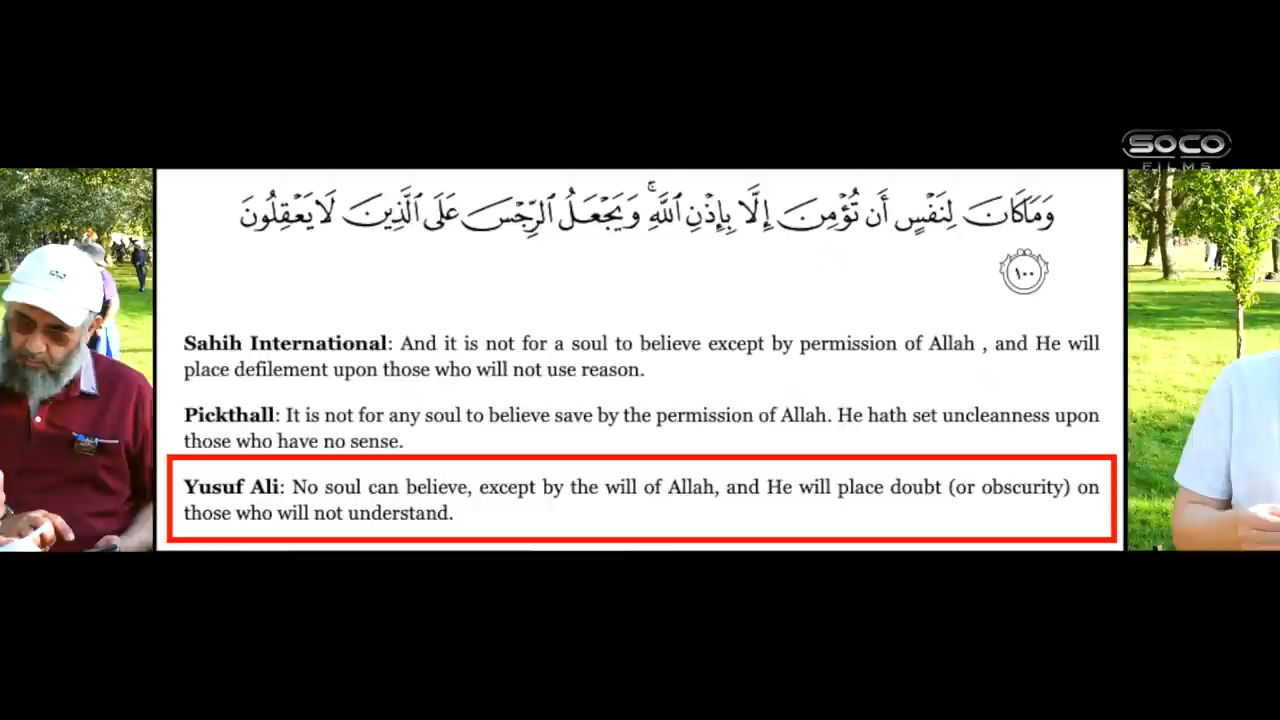 SOCO
FILMS
وَمَا كَانَ لِنَفْسٍ أَن تُؤْمِنَ إِلَّا بِإِذْنِ ٱللَّهِ ۚ وَيَجْعَلُ ٱلرِّجْسَ عَلَى ٱلَّذِينَ لَا يَعْقِلُونَ
١٠٠
Sahih International: And it is not for a soul to believe except by permission of Allah , and He will
place defilement upon those who will not use reason.
Pickthall: It is not for any soul to believe save by the permission of Allah. He hath set uncleanness upon
those who have no sense.
Yusuf Ali: No soul can believe, except by the will of Allah, and He will place doubt (or obscurity) on
those who will not understand.